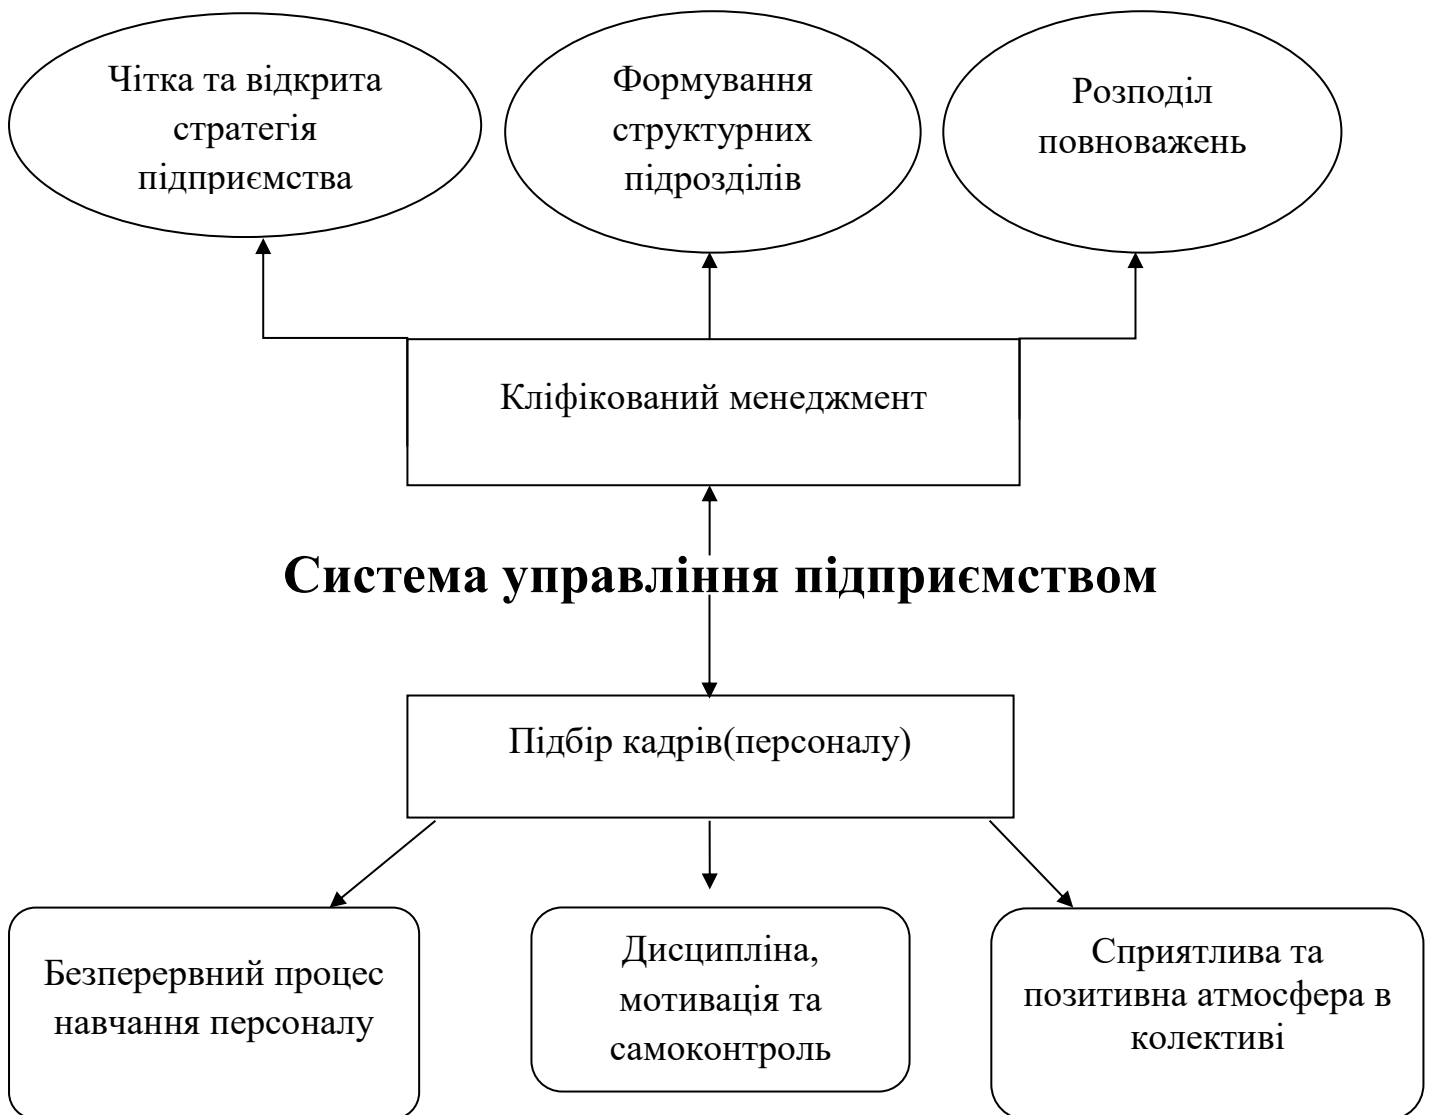 Чітка та відкрита
стратегія
підприємства
Формування
структурних
підрозділів
Розподіл
повноважень
Кліфікований менеджмент
Система управління підприємством
Підбір кадрів(персоналу)
Безперервний процес
навчання персоналу
Дисципліна,
мотивація та
самоконтроль
Сприятлива та
позитивна атмосфера в
колективі